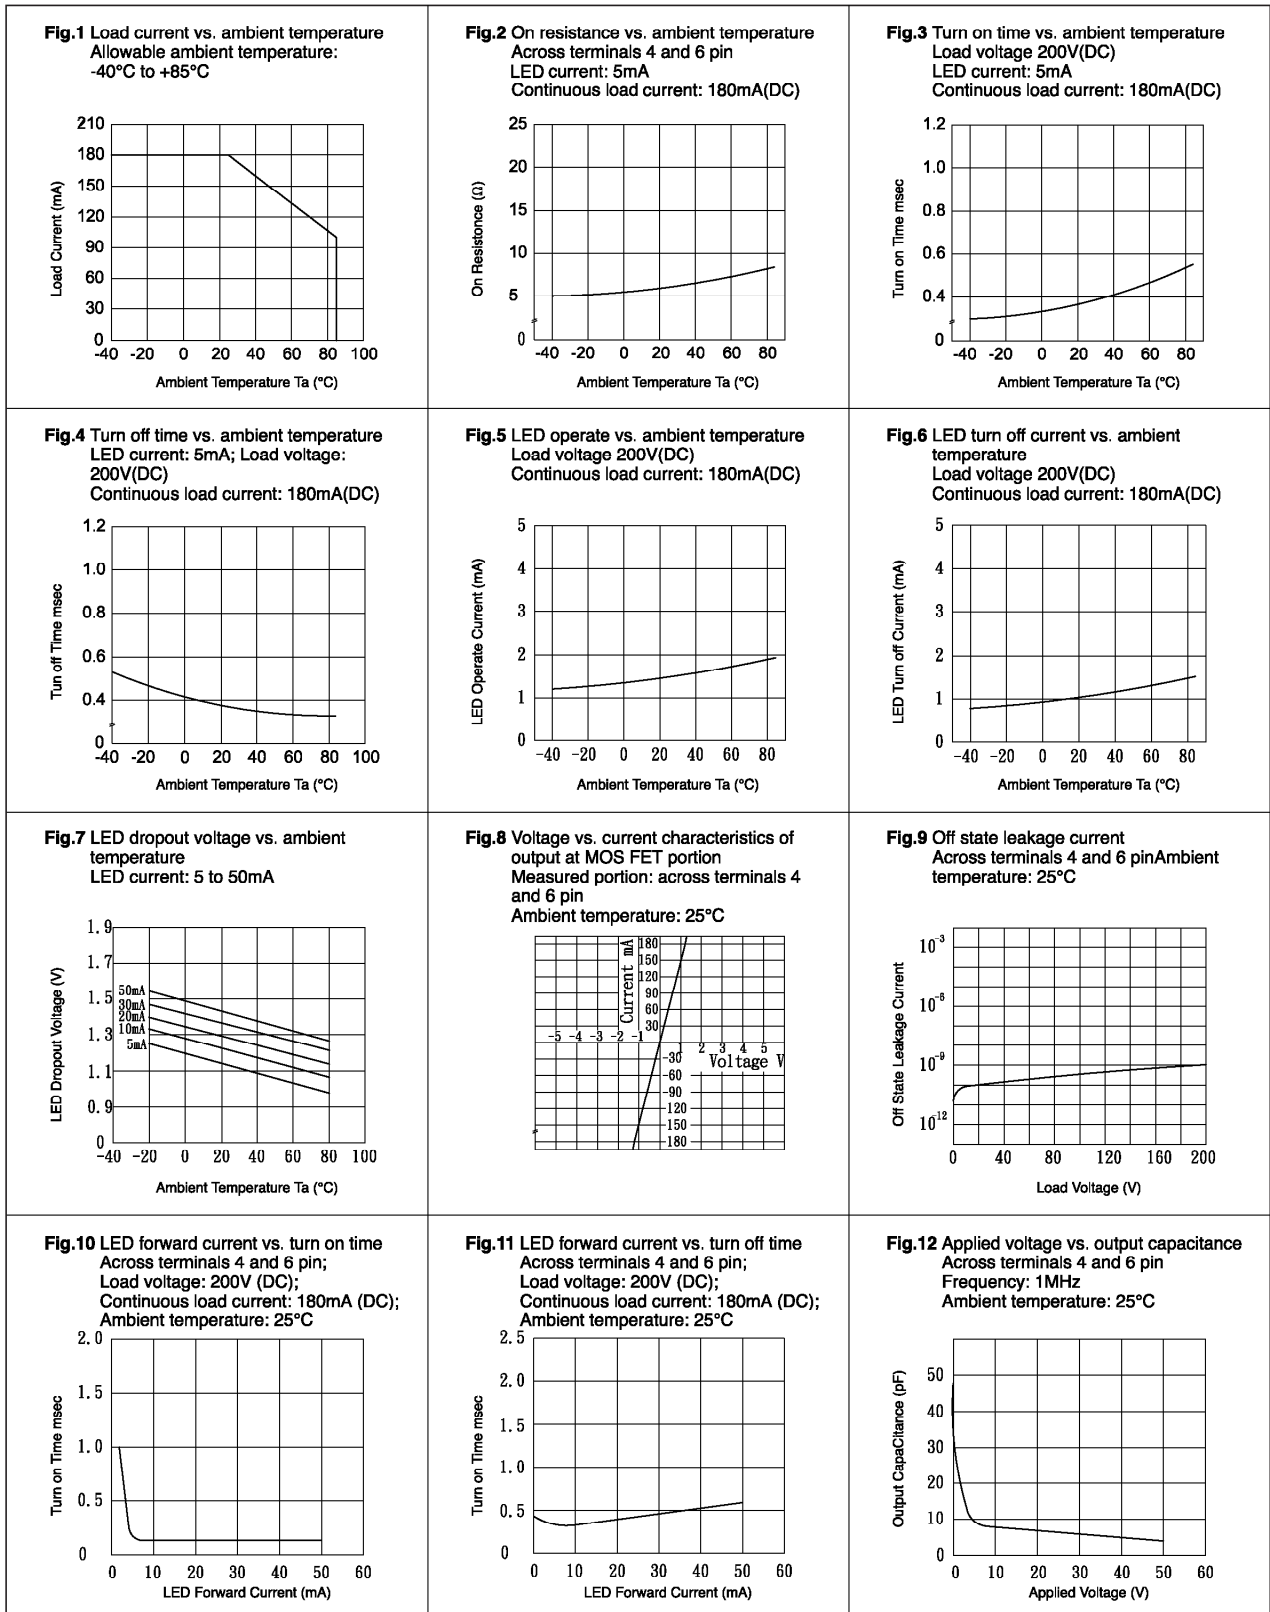 Fig.1 Load current vs. ambient temperature
Allowable ambient temperature:
-40°C to +85°C
210
180
150
120
90
60
30
0
Load Current (mA)
-40 -20 0 20 40 60 80 100
Ambient Temperature Ta (°C)
Fig.2 On resistance vs. ambient temperature
Across terminals 4 and 6 pin
LED current: 5mA
Continuous load current: 180mA(DC)
25
20
15
10
5
0
On Resistonce (Ω)
-40 -20 0 20 40 60 80
Ambient Temperature Ta (°C)
Fig.3 Turn on time vs. ambient temperature
Load voltage 200V(DC)
LED current: 5mA
Continuous load current: 180mA(DC)
1.2
1.0
0.8
0.6
0.4
0
Turn on Time msec
-40 -20 0 20 40 60 80
Ambient Temperature Ta (°C)
Fig.4 Turn off time vs. ambient temperature
LED current: 5mA; Load voltage:
200V(DC)
Continuous load current: 180mA(DC)
1.2
1.0
0.8
0.6
0.4
0
Tun off Time msec
-40 -20 0 20 40 60 80 100
Ambient Temperature Ta (°C)
Fig.5 LED operate vs. ambient temperature
Load voltage 200V(DC)
Continuous load current: 180mA(DC)
5
4
3
2
1
0
LED Operate Current (mA)
-40 -20 0 20 40 60 80
Ambient Temperature Ta (°C)
Fig.6 LED turn off current vs. ambient
temperature
Load voltage 200V(DC)
Continuous load current: 180mA(DC)
5
4
3
2
1
0
LED Turn off Current (mA)
-40 -20 0 20 40 60 80
Ambient Temperature Ta (°C)
Fig.7 LED dropout voltage vs. ambient
temperature
LED current: 5 to 50mA
1.9
1.7
1.5
1.3
1.1
0.9
0
LED Dropout Voltage (V)
50mA
30mA
20mA
10mA
5mA
-40 -20 0 20 40 60 80 100
Ambient Temperature Ta (°C)
Fig.8 Voltage vs. current characteristics of
output at MOS FET portion
Measured portion: across terminals 4
and 6 pin
Ambient temperature: 25°C
Current mA
180
150
120
90
60
30
-5 -4 -3 -2 -1
1 2 3 4 5
Voltage V
-30
-60
-90
-120
-150
180
Fig.9 Off state leakage current
Across terminals 4 and 6 pinAmbient
temperature: 25°C
10⁻³
10⁻⁶
10⁻⁹
10⁻¹²
Off State Leakage Current
0 40 80 120 160 200
Load Voltage (V)
Fig.10 LED forward current vs. turn on time
Across terminals 4 and 6 pin;
Load voltage: 200V (DC);
Continuous load current: 180mA (DC);
Ambient temperature: 25°C
2.0
1.5
1.0
0.5
0
Turn on Time msec
0 10 20 30 40 50 60
LED Forward Current (mA)
Fig.11 LED forward current vs. turn off time
Across terminals 4 and 6 pin;
Load voltage: 200V (DC);
Continuous load current: 180mA (DC);
Ambient temperature: 25°C
2.5
2.0
1.5
1.0
0.5
0
Turn on Time msec
0 10 20 30 40 50 60
LED Forward Current (mA)
Fig.12 Applied voltage vs. output capacitance
Across terminals 4 and 6 pin
Frequency: 1MHz
Ambient temperature: 25°C
50
40
30
20
10
0
Output CapaCitance (pF)
0 10 20 30 40 50 60
Applied Voltage (V)